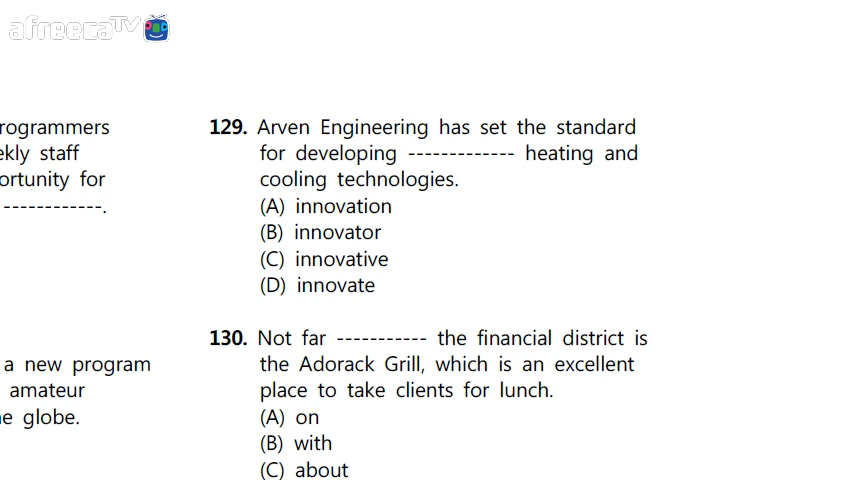 afreecaTV
rogrammers
ekly staff
ortunity for
------------.
a new program
amateur
e globe.
129. Arven Engineering has set the standard
for developing ------------- heating and
cooling technologies.
(A) innovation
(B) innovator
(C) innovative
(D) innovate
130. Not far ----------- the financial district is
the Adorack Grill, which is an excellent
place to take clients for lunch.
(A) on
(B) with
(C) about